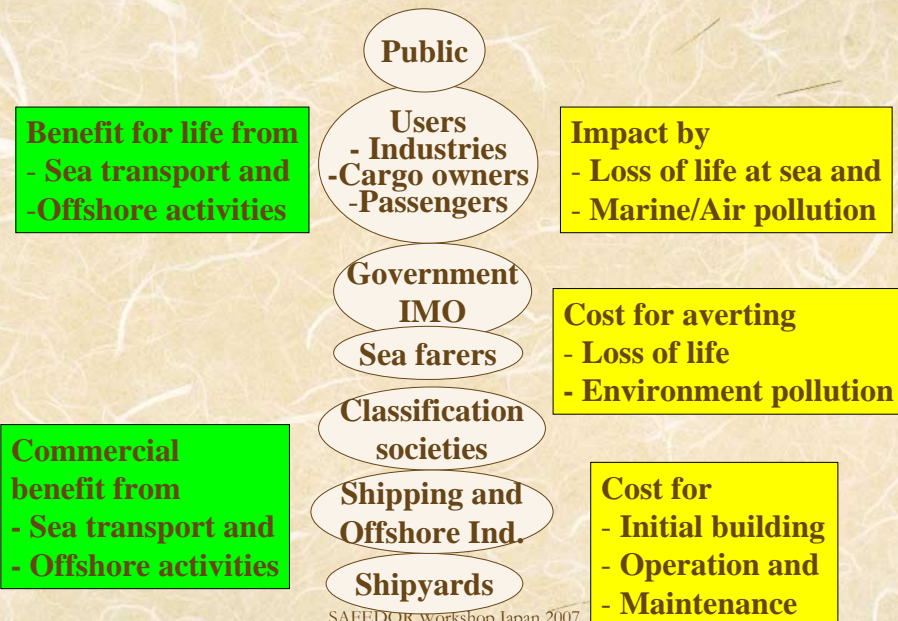 Public
Benefit for life from
- Sea transport and
-Offshore activities
Users
- Industries
-Cargo owners
-Passengers
Impact by
- Loss of life at sea and
- Marine/Air pollution
Government
IMO
Sea farers
Cost for averting
- Loss of life
- Environment pollution
Classification
societies
Commercial
benefit from
- Sea transport and
- Offshore activities
Shipping and
Offshore Ind.
Shipyards
Cost for
- Initial building
- Operation and
- Maintenance
SAFEDOR Workshop Japan 2007